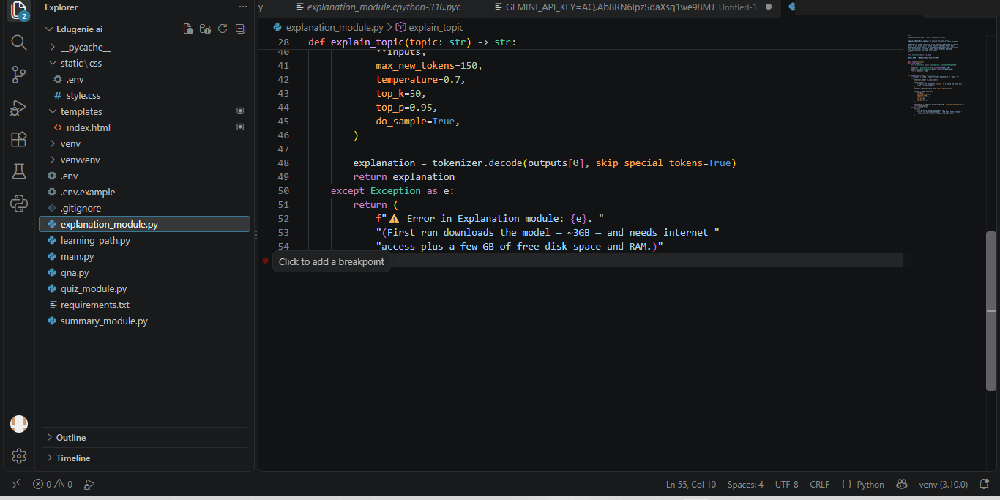 Explorer
y
explanation_module.cpython-310.pyc
GEMINI_API_KEY=AQ.Ab8RN6IpzSdaXsq1we98MJ Untitled-1
2
Edugenie ai
__pycache__
static\css
.env
style.css
templates
index.html
venv
venvvenv
.env
.env.example
.gitignore
explanation_module.py
learning_path.py
main.py
qna.py
quiz_module.py
requirements.txt
summary_module.py
Outline
Timeline
explanation_module.py > explain_topic
28 def explain_topic(topic: str) -> str:
40 **inputs,
41 max_new_tokens=150,
42 temperature=0.7,
43 top_k=50,
44 top_p=0.95,
45 do_sample=True,
46 )
47
48 explanation = tokenizer.decode(outputs[0], skip_special_tokens=True)
49 return explanation
50 except Exception as e:
51 return (
52 f"⚠️ Error in Explanation module: {e}. "
53 "(First run downloads the model — ~3GB — and needs internet "
54 "access plus a few GB of free disk space and RAM.)"
Click to add a breakpoint
0 0
Ln 55, Col 10 Spaces: 4 UTF-8 CRLF { } Python venv (3.10.0)